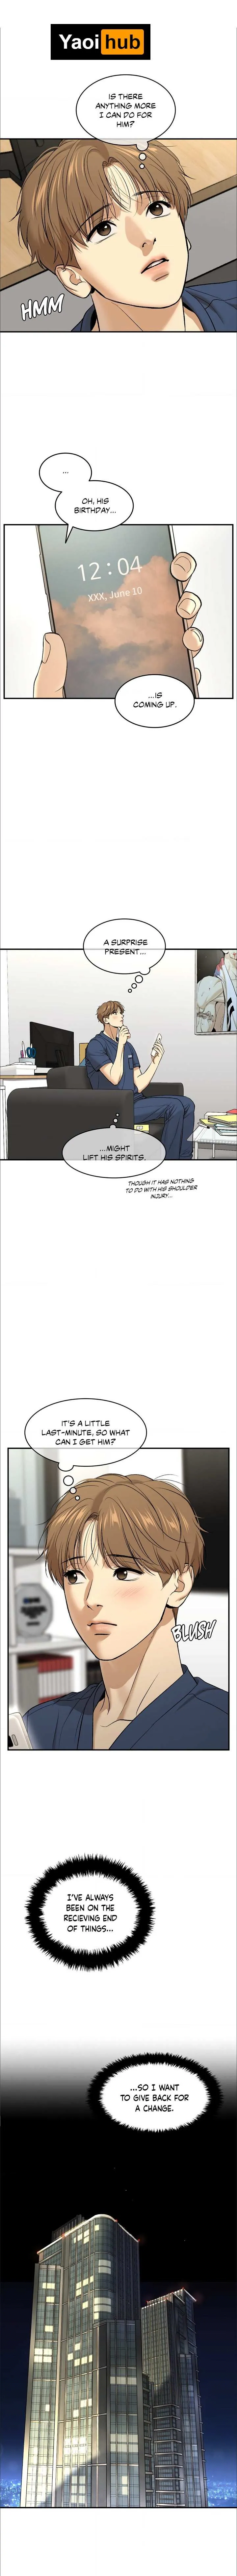 Yaoi hub
IS THERE
ANYTHING MORE
I CAN DO FOR
HIM?
HMM
...
OH, HIS
BIRTHDAY...
12:04
XXX, June 10
...IS
COMING UP.
A SURPRISE
PRESENT...
...MIGHT
LIFT HIS SPIRITS.
THOUGH IT HAS NOTHING
TO DO WITH HIS SHOULDER
INJURY...
IT'S A LITTLE
LAST-MINUTE, SO WHAT
CAN I GET HIM?
BLUSH
I'VE ALWAYS
BEEN ON THE
RECIEVING END
OF THINGS...
...SO I WANT
TO GIVE BACK FOR
A CHANGE.